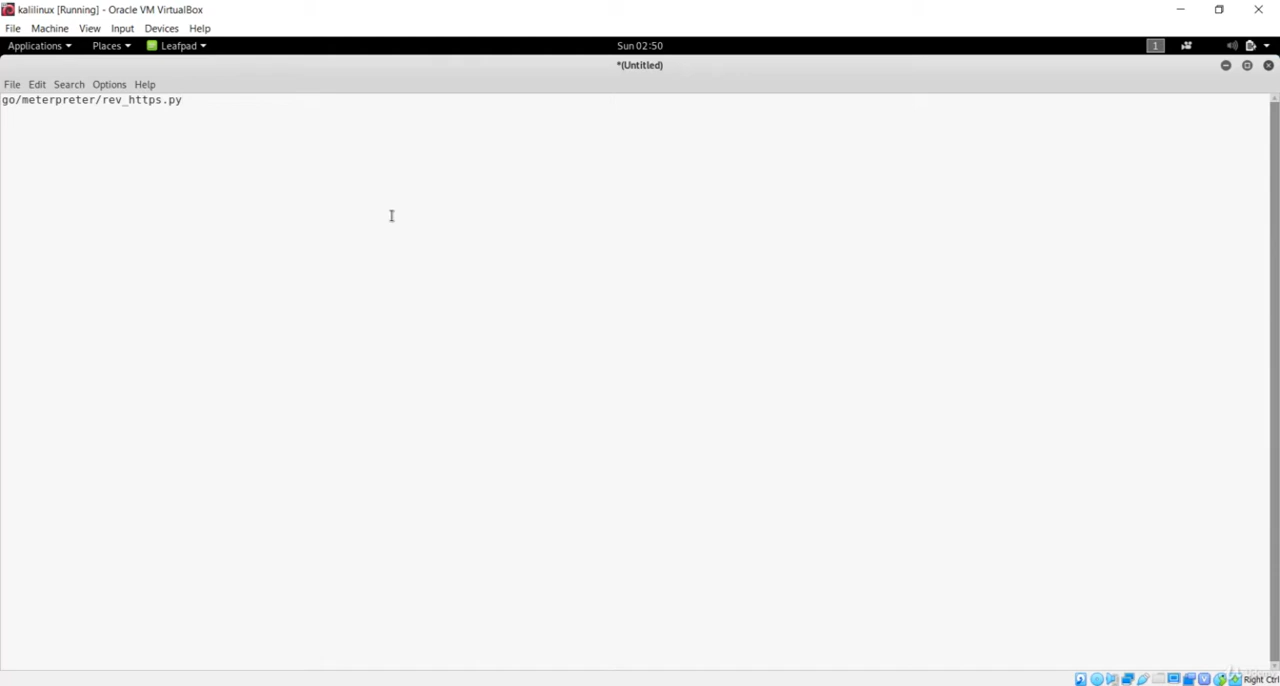 kalilinux [Running] - Oracle VM VirtualBox
File Machine View Input Devices Help
Applications Places Leafpad Sun 02:50 1
*(Untitled)
File Edit Search Options Help
go/meterpreter/rev_https.py
Right Ctrl